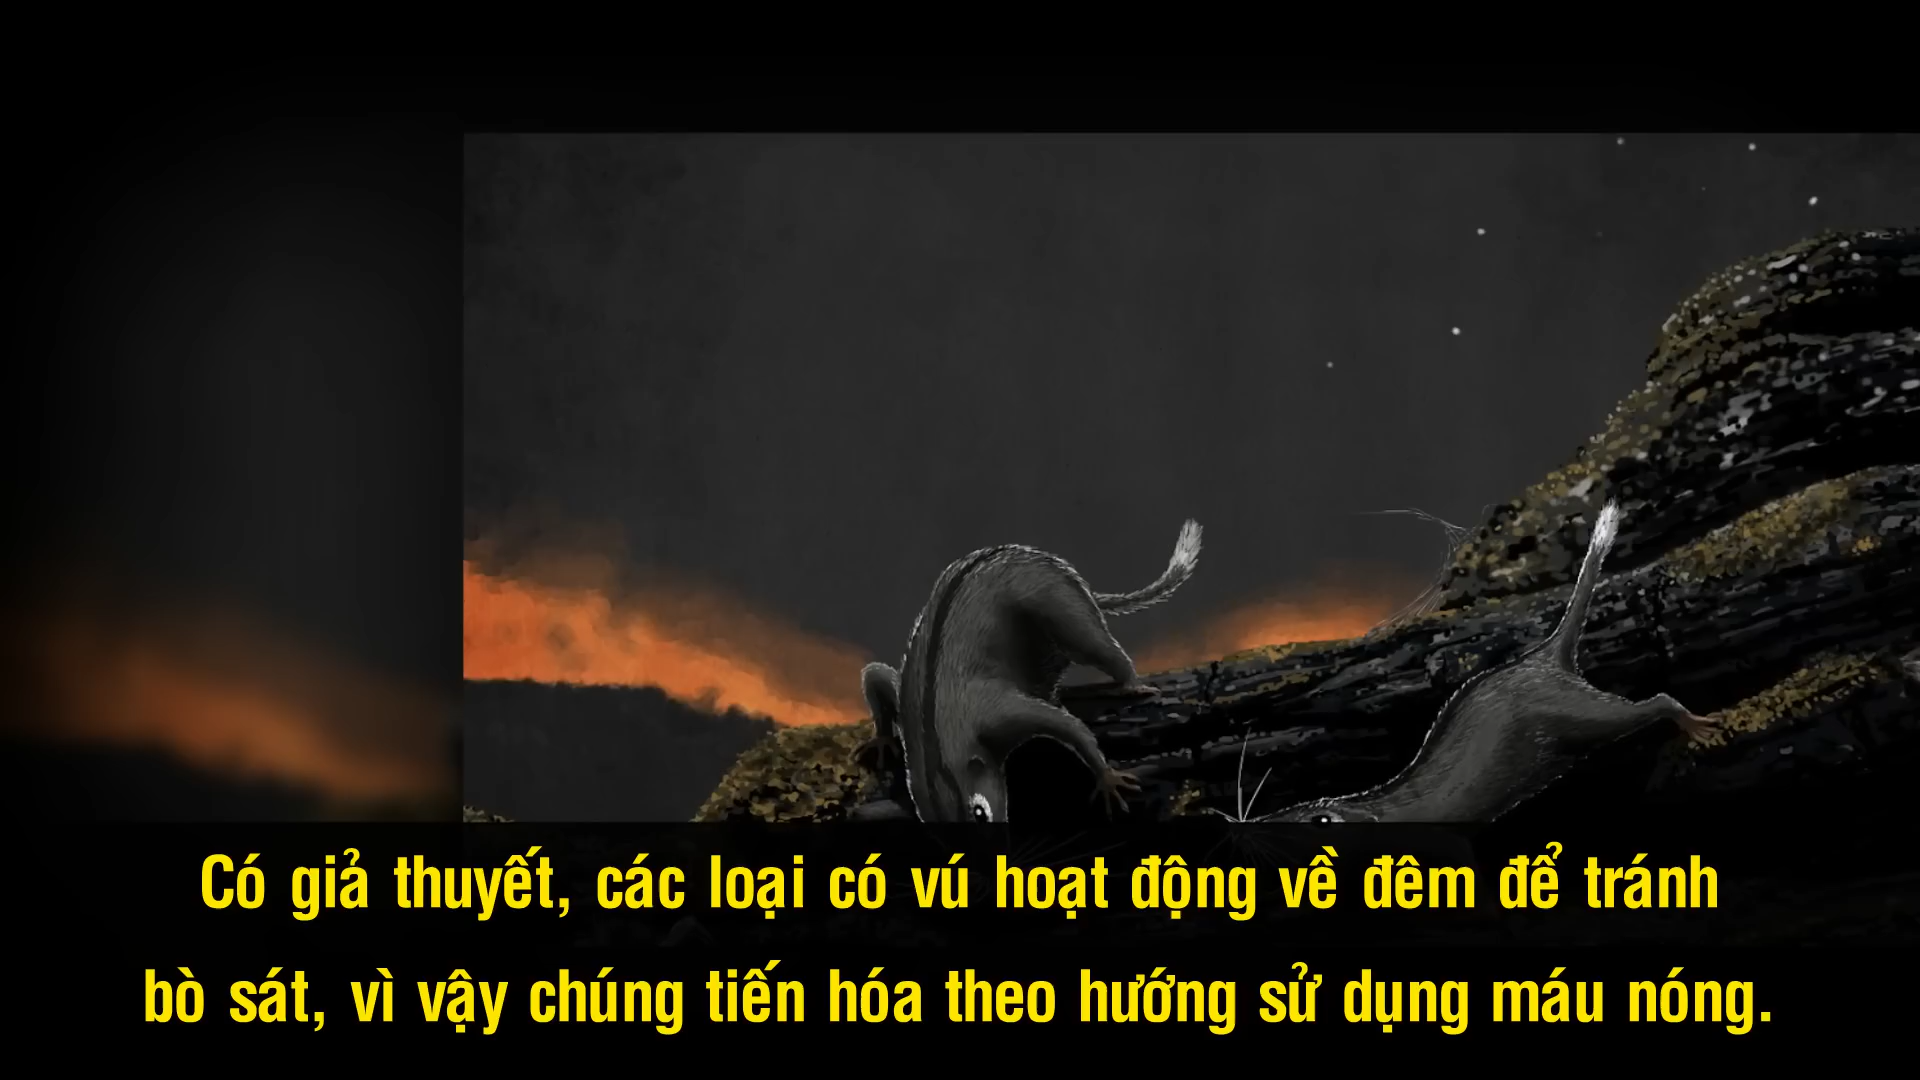 Có giả thuyết, các loại có vú hoạt động về đêm để tránh
bò sát, vì vậy chúng tiến hóa theo hướng sử dụng máu nóng.